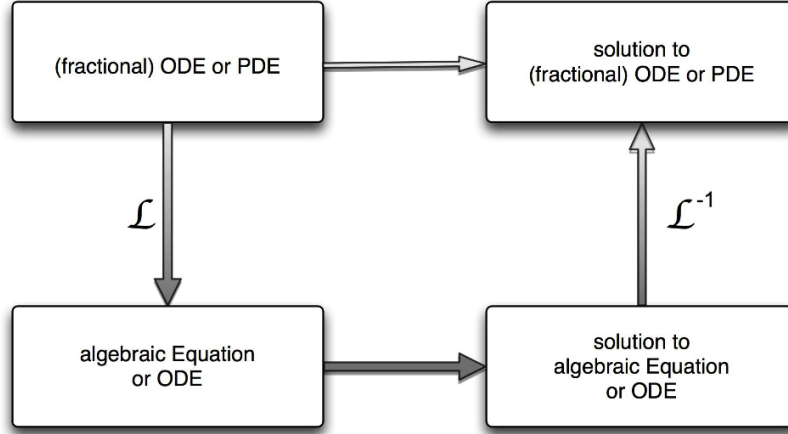 (fractional) ODE or PDE
solution to
(fractional) ODE or PDE
ℒ
ℒ⁻¹
algebraic Equation
or ODE
solution to
algebraic Equation
or ODE